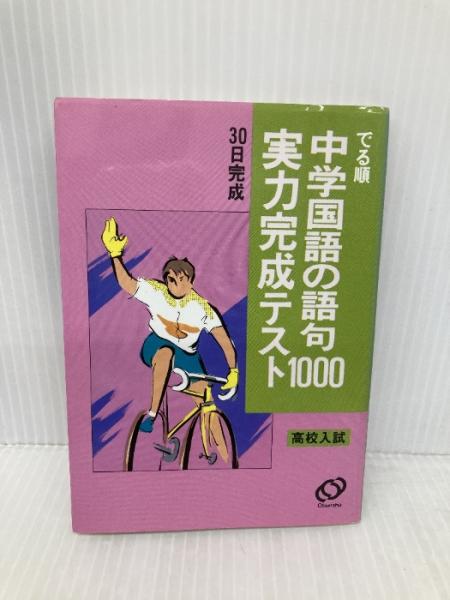 でる順
中学国語の語句1000
実力完成テスト
30日完成
高校入試
Obunsha